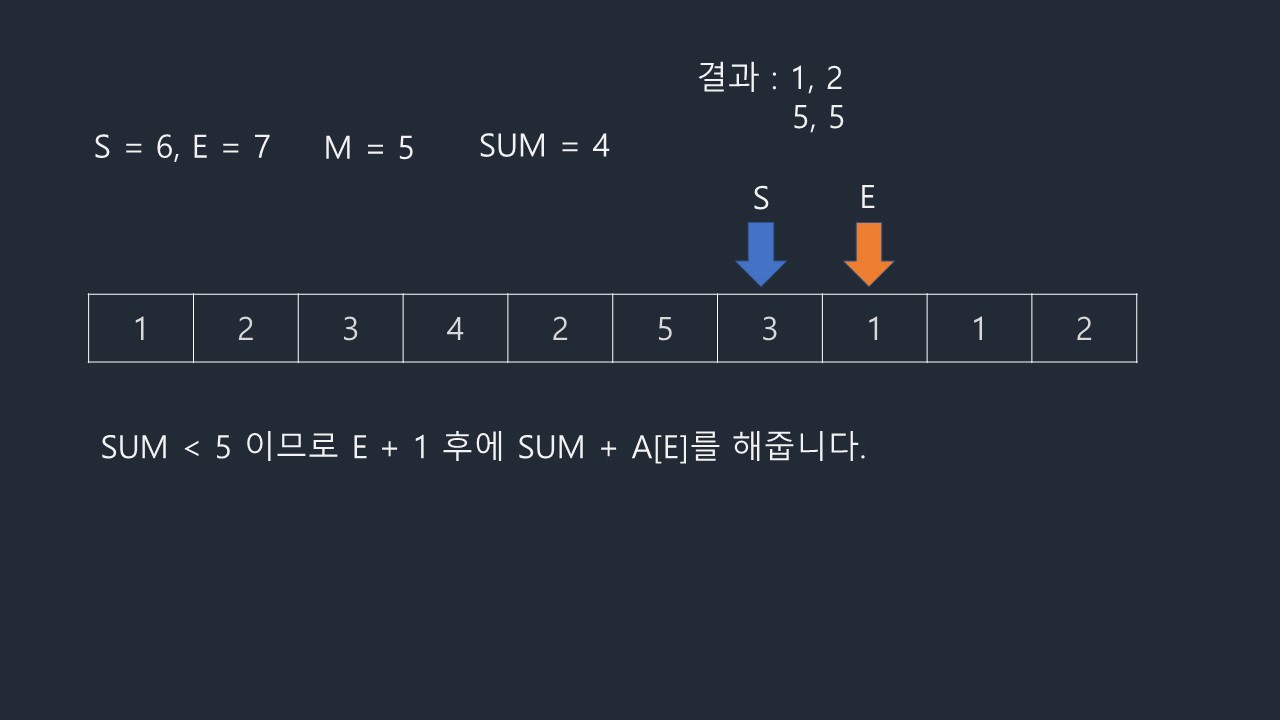 결과 : 1, 2
5, 5
S = 6, E = 7 M = 5 SUM = 4
S E
1 2 3 4 2 5 3 1 1 2
SUM < 5 이므로 E + 1 후에 SUM + A[E]를 해줍니다.